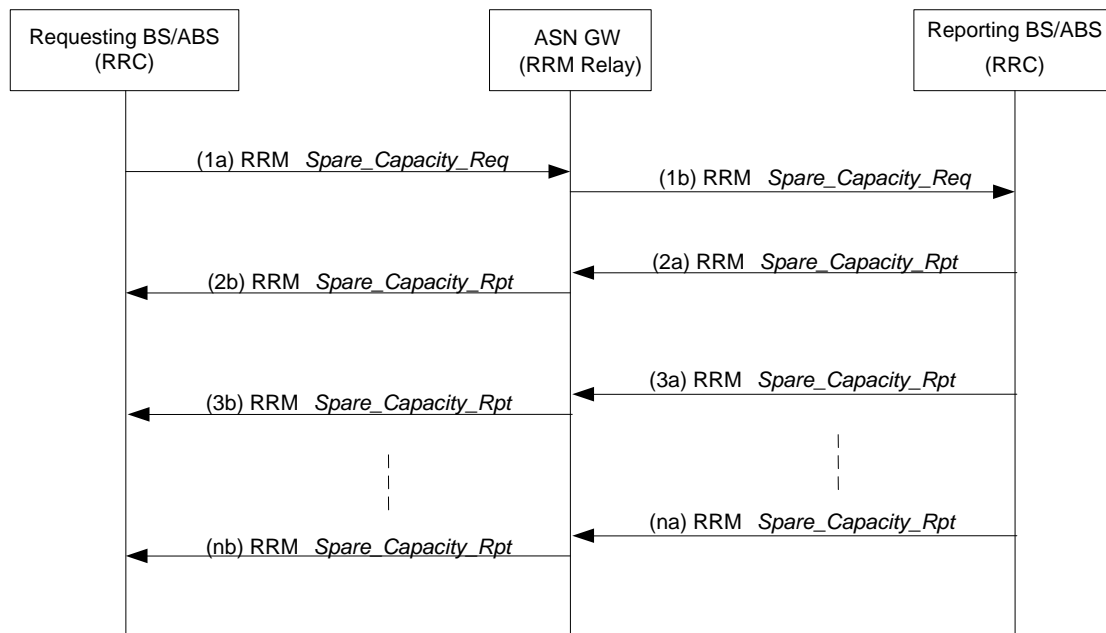 Requesting BS/ABS
(RRC)
ASN GW
(RRM Relay)
Reporting BS/ABS
(RRC)
(1a) RRM Spare_Capacity_Req
(1b) RRM Spare_Capacity_Req
(2a) RRM Spare_Capacity_Rpt
(2b) RRM Spare_Capacity_Rpt
(3a) RRM Spare_Capacity_Rpt
(3b) RRM Spare_Capacity_Rpt
(na) RRM Spare_Capacity_Rpt
(nb) RRM Spare_Capacity_Rpt